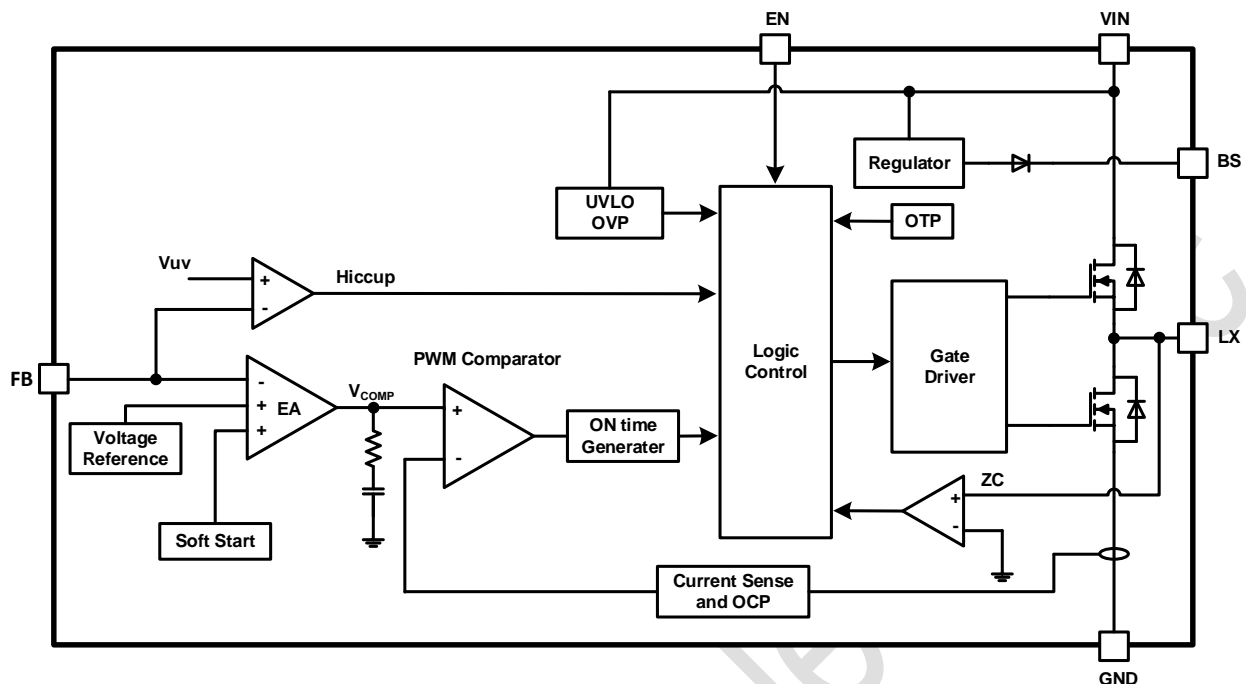 EN
VIN
Regulator
BS
UVLO
OVP
OTP
Vuv
+
-
Hiccup
LX
FB
PWM Comparator
Logic
Control
Gate
Driver
-
+
+
EA
VCOMP
+
-
ON time
Generater
Voltage
Reference
ZC
+
-
Soft Start
Current Sense
and OCP
GND